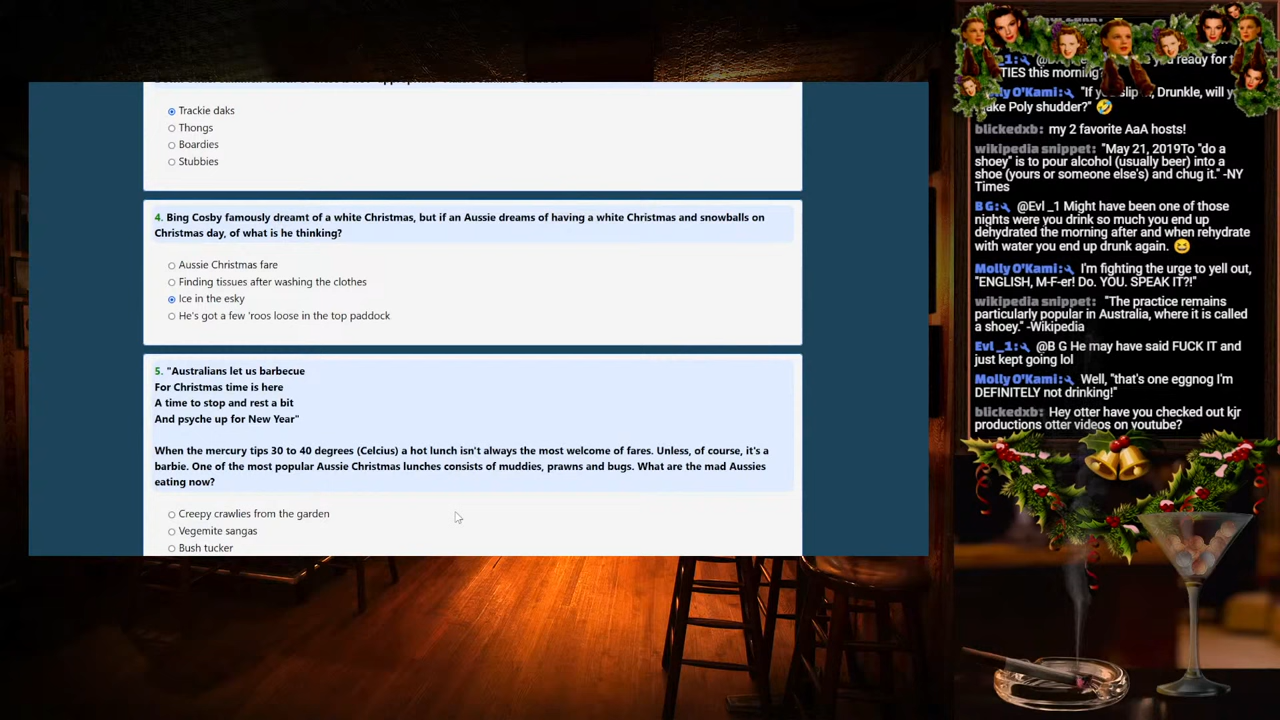 Trackie daks
Thongs
Boardies
Stubbies
4. Bing Cosby famously dreamt of a white Christmas, but if an Aussie dreams of having a white Christmas and snowballs on
Christmas day, of what is he thinking?
Aussie Christmas fare
Finding tissues after washing the clothes
Ice in the esky
He's got a few 'roos loose in the top paddock
5. "Australians let us barbecue
For Christmas time is here
A time to stop and rest a bit
And psyche up for New Year"
When the mercury tips 30 to 40 degrees (Celcius) a hot lunch isn't always the most welcome of fares. Unless, of course, it's a
barbie. One of the most popular Aussie Christmas lunches consists of muddies, prawns and bugs. What are the mad Aussies
eating now?
Creepy crawlies from the garden
Vegemite sangas
Bush tucker
ready for
TIES this morning?
Molly O'Kami: "If you slip, Drunkle, will
make Poly shudder?" 🤣
blickedxb: my 2 favorite AaA hosts!
wikipedia snippet: "May 21, 2019To "do a
shoey" is to pour alcohol (usually beer) into a
shoe (yours or someone else's) and chug it." -NY
Times
B G: @Evl_1 Might have been one of those
nights were you drink so much you end up
dehydrated the morning after and when rehydrate
with water you end up drunk again. 😆
Molly O'Kami: I'm fighting the urge to yell out,
"ENGLISH, M-F-er! Do. YOU. SPEAK IT?!"
wikipedia snippet: "The practice remains
particularly popular in Australia, where it is called
a shoey." -Wikipedia
Evl_1: @B G He may have said FUCK IT and
just kept going lol
Molly O'Kami: Well, "that's one eggnog I'm
DEFINITELY not drinking!"
blickedxb: Hey otter have you checked out kjr
productions otter videos on youtube?